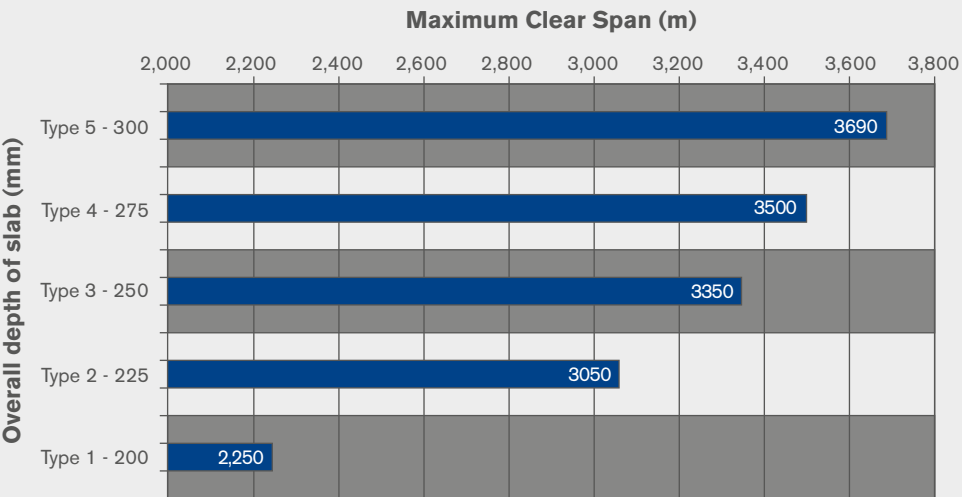 Maximum Clear Span (m)
2,000 2,200 2,400 2,600 2,800 3,000 3,200 3,400 3,600 3,800
Overall depth of slab (mm)
Type 5 - 300 3690
Type 4 - 275 3500
Type 3 - 250 3350
Type 2 - 225 3050
Type 1 - 200 2,250